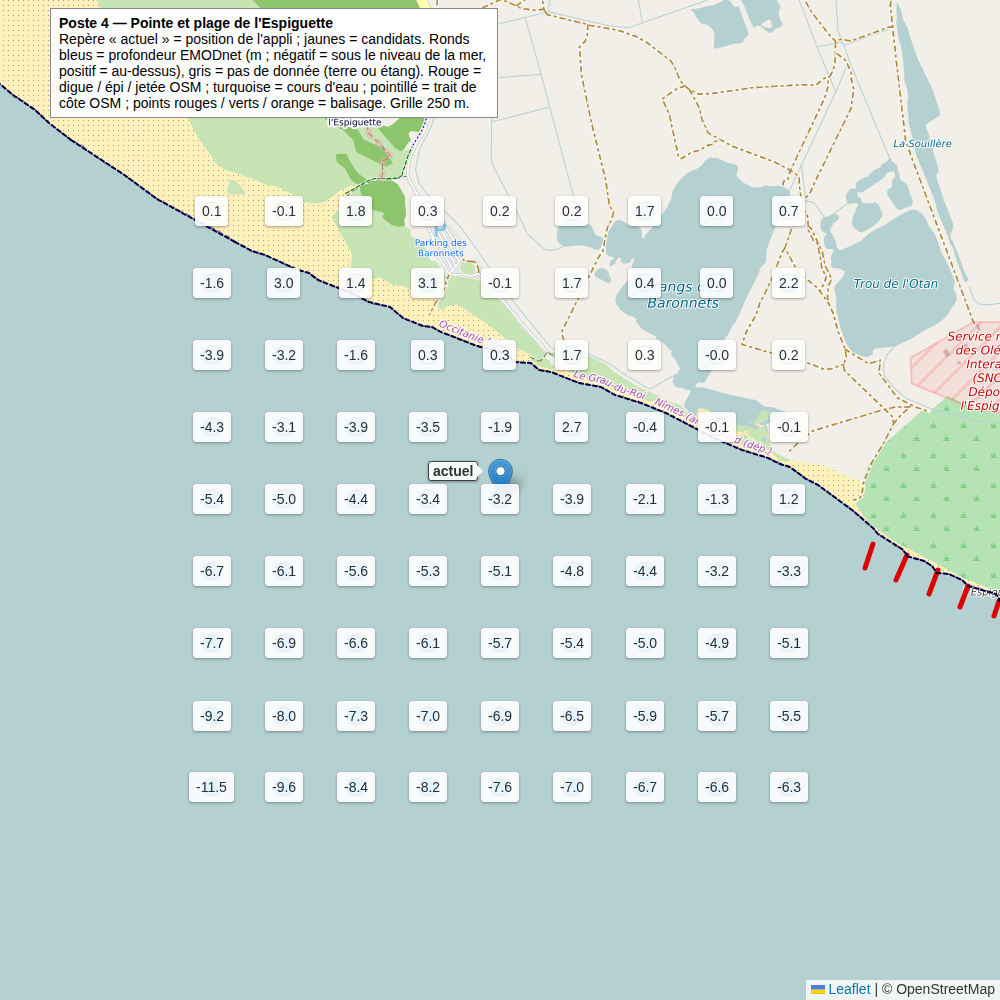 Poste 4 — Pointe et plage de l'Espiguette
Repère « actuel » = position de l'appli ; jaunes = candidats. Ronds
bleus = profondeur EMODnet (m ; négatif = sous le niveau de la mer,
positif = au-dessus), gris = pas de donnée (terre ou étang). Rouge =
digue / épi / jetée OSM ; turquoise = cours d'eau ; pointillé = trait de
côte OSM ; points rouges / verts / orange = balisage. Grille 250 m.
l'Espiguette
La Souillère
0.1 -0.1 1.8 0.3 0.2 0.2 1.7 0.0 0.7
Parking des
Baronnets
-1.6 3.0 1.4 3.1 -0.1 1.7 0.4 0.0 2.2
Baronnets
Trou de l'Otan
Occitanie
Service
des Olé
Intera
(SNO
Dépo
l'Espig
-3.9 -3.2 -1.6 0.3 0.3 1.7 0.3 -0.0 0.2
Le Grau-du-Roi
Nîmes
(dép.)
-4.3 -3.1 -3.9 -3.5 -1.9 2.7 -0.4 -0.1 -0.1
actuel
-5.4 -5.0 -4.4 -3.4 -3.2 -3.9 -2.1 -1.3 1.2
-6.7 -6.1 -5.6 -5.3 -5.1 -4.8 -4.4 -3.2 -3.3
-7.7 -6.9 -6.6 -6.1 -5.7 -5.4 -5.0 -4.9 -5.1
-9.2 -8.0 -7.3 -7.0 -6.9 -6.5 -5.9 -5.7 -5.5
-11.5 -9.6 -8.4 -8.2 -7.6 -7.0 -6.7 -6.6 -6.3
Leaflet | © OpenStreetMap